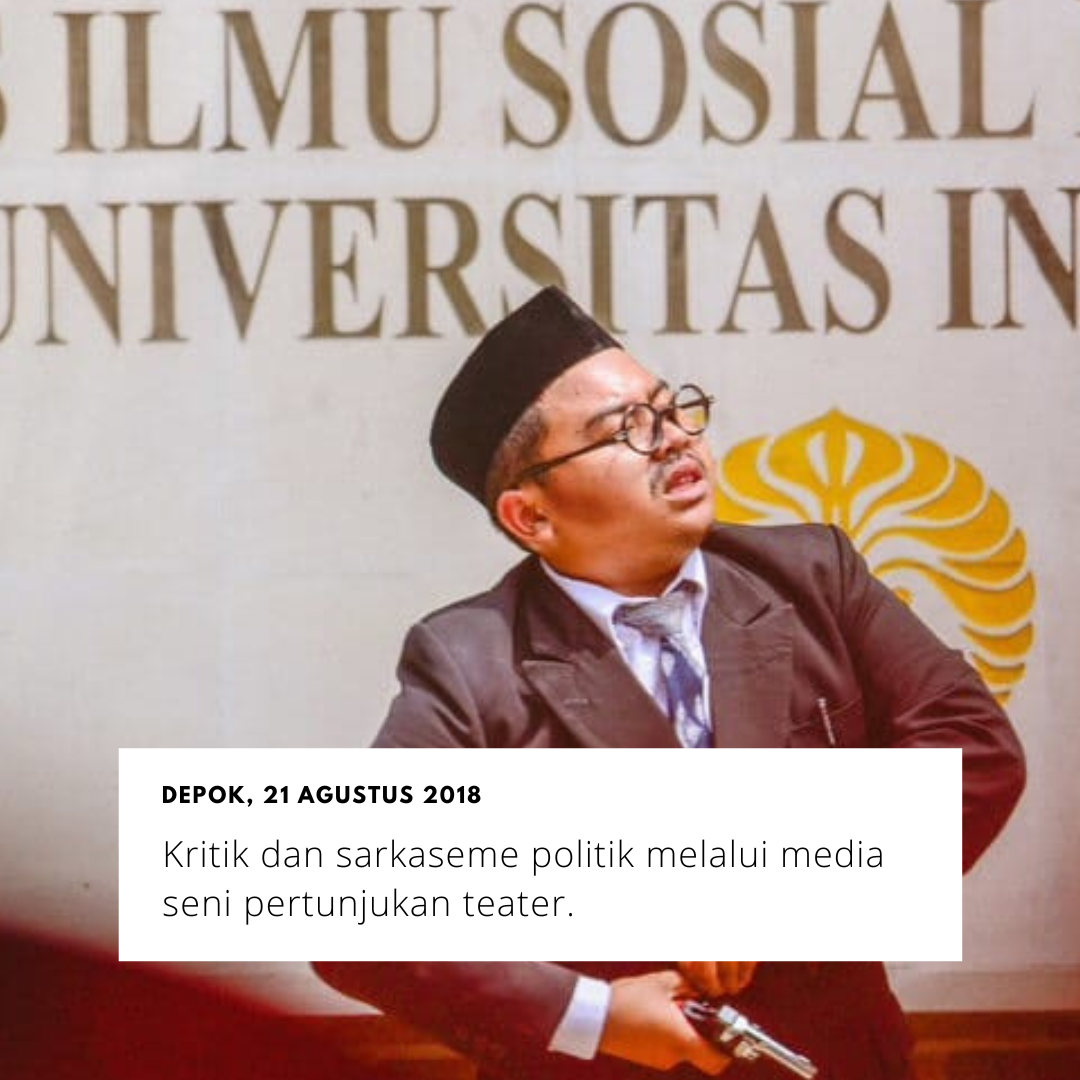 ILMU SOSIAL
UNIVERSITAS IN
DEPOK, 21 AGUSTUS 2018
Kritik dan sarkaseme politik melalui media
seni pertunjukan teater.